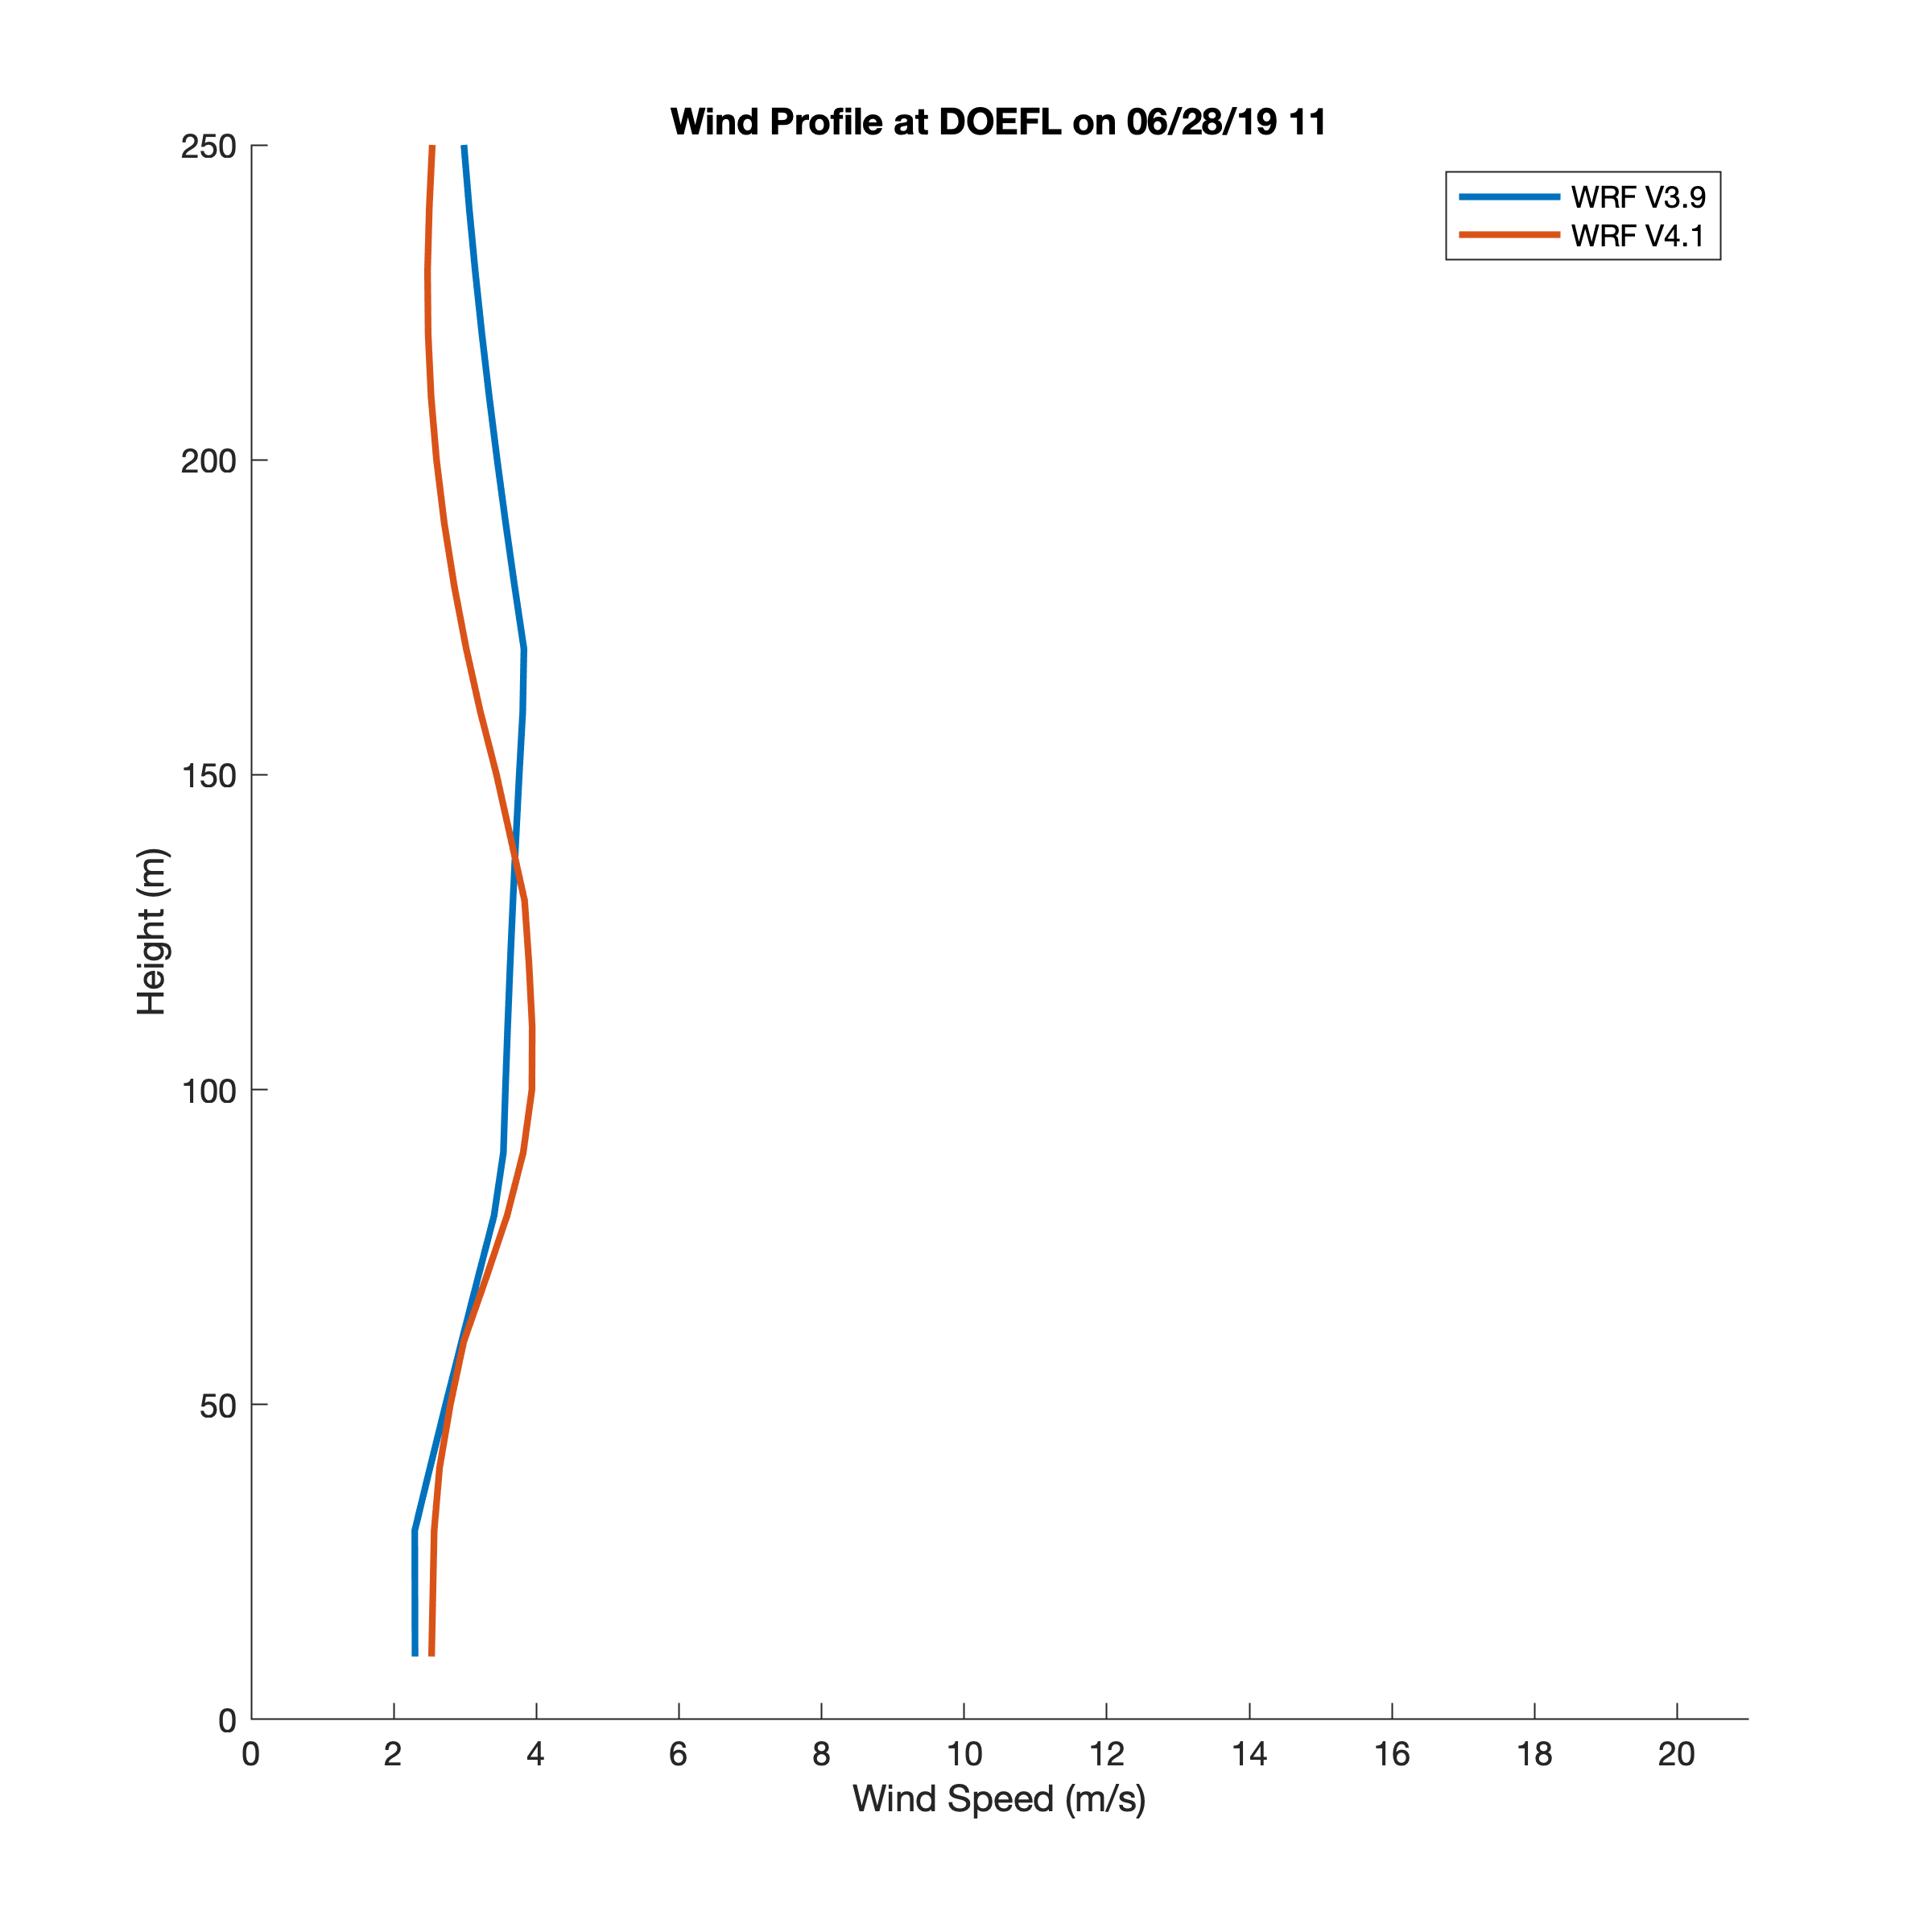 Wind Profile at DOEFL on 06/28/19 11
WRF V3.9
WRF V4.1
250
200
150
100
50
0
Height (m)
0 2 4 6 8 10 12 14 16 18 20
Wind Speed (m/s)